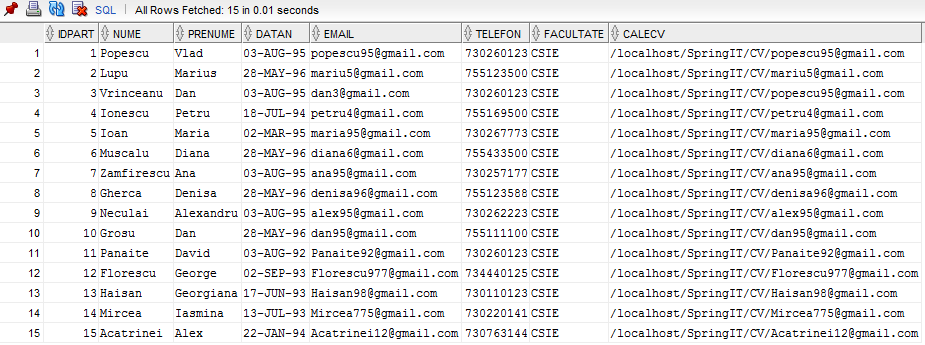 SQL | All Rows Fetched: 15 in 0.01 seconds
IDPART NUME PRENUME DATAN EMAIL TELEFON FACULTATE CALECV
1 1 Popescu Vlad 03-AUG-95 popescu95@gmail.com 730260123 CSIE /localhost/SpringIT/CV/popescu95@gmail.com
2 2 Lupu Marius 28-MAY-96 mariu5@gmail.com 755123500 CSIE /localhost/SpringIT/CV/mariu5@gmail.com
3 3 Vrinceanu Dan 03-AUG-95 dan3@gmail.com 730260123 CSIE /localhost/SpringIT/CV/popescu95@gmail.com
4 4 Ionescu Petru 18-JUL-94 petru4@gmail.com 755169500 CSIE /localhost/SpringIT/CV/petru4@gmail.com
5 5 Ioan Maria 02-MAR-95 maria95@gmail.com 730267773 CSIE /localhost/SpringIT/CV/maria95@gmail.com
6 6 Muscalu Diana 28-MAY-96 diana6@gmail.com 755433500 CSIE /localhost/SpringIT/CV/diana6@gmail.com
7 7 Zamfirescu Ana 03-AUG-95 ana95@gmail.com 730257177 CSIE /localhost/SpringIT/CV/ana95@gmail.com
8 8 Gherca Denisa 28-MAY-96 denisa96@gmail.com 755123588 CSIE /localhost/SpringIT/CV/denisa96@gmail.com
9 9 Neculai Alexandru 03-AUG-95 alex95@gmail.com 730262223 CSIE /localhost/SpringIT/CV/alex95@gmail.com
10 10 Grosu Dan 28-MAY-96 dan95@gmail.com 755111100 CSIE /localhost/SpringIT/CV/dan95@gmail.com
11 11 Panaite David 03-AUG-92 Panaite92@gmail.com 730260123 CSIE /localhost/SpringIT/CV/Panaite92@gmail.com
12 12 Florescu George 02-SEP-93 Florescu977@gmail.com 734440125 CSIE /localhost/SpringIT/CV/Florescu977@gmail.com
13 13 Haisan Georgiana 17-JUN-93 Haisan98@gmail.com 730110123 CSIE /localhost/SpringIT/CV/Haisan98@gmail.com
14 14 Mircea Iasmina 13-JUL-93 Mircea775@gmail.com 730220141 CSIE /localhost/SpringIT/CV/Mircea775@gmail.com
15 15 Acatrinei Alex 22-JAN-94 Acatrinei12@gmail.com 730763144 CSIE /localhost/SpringIT/CV/Acatrinei12@gmail.com